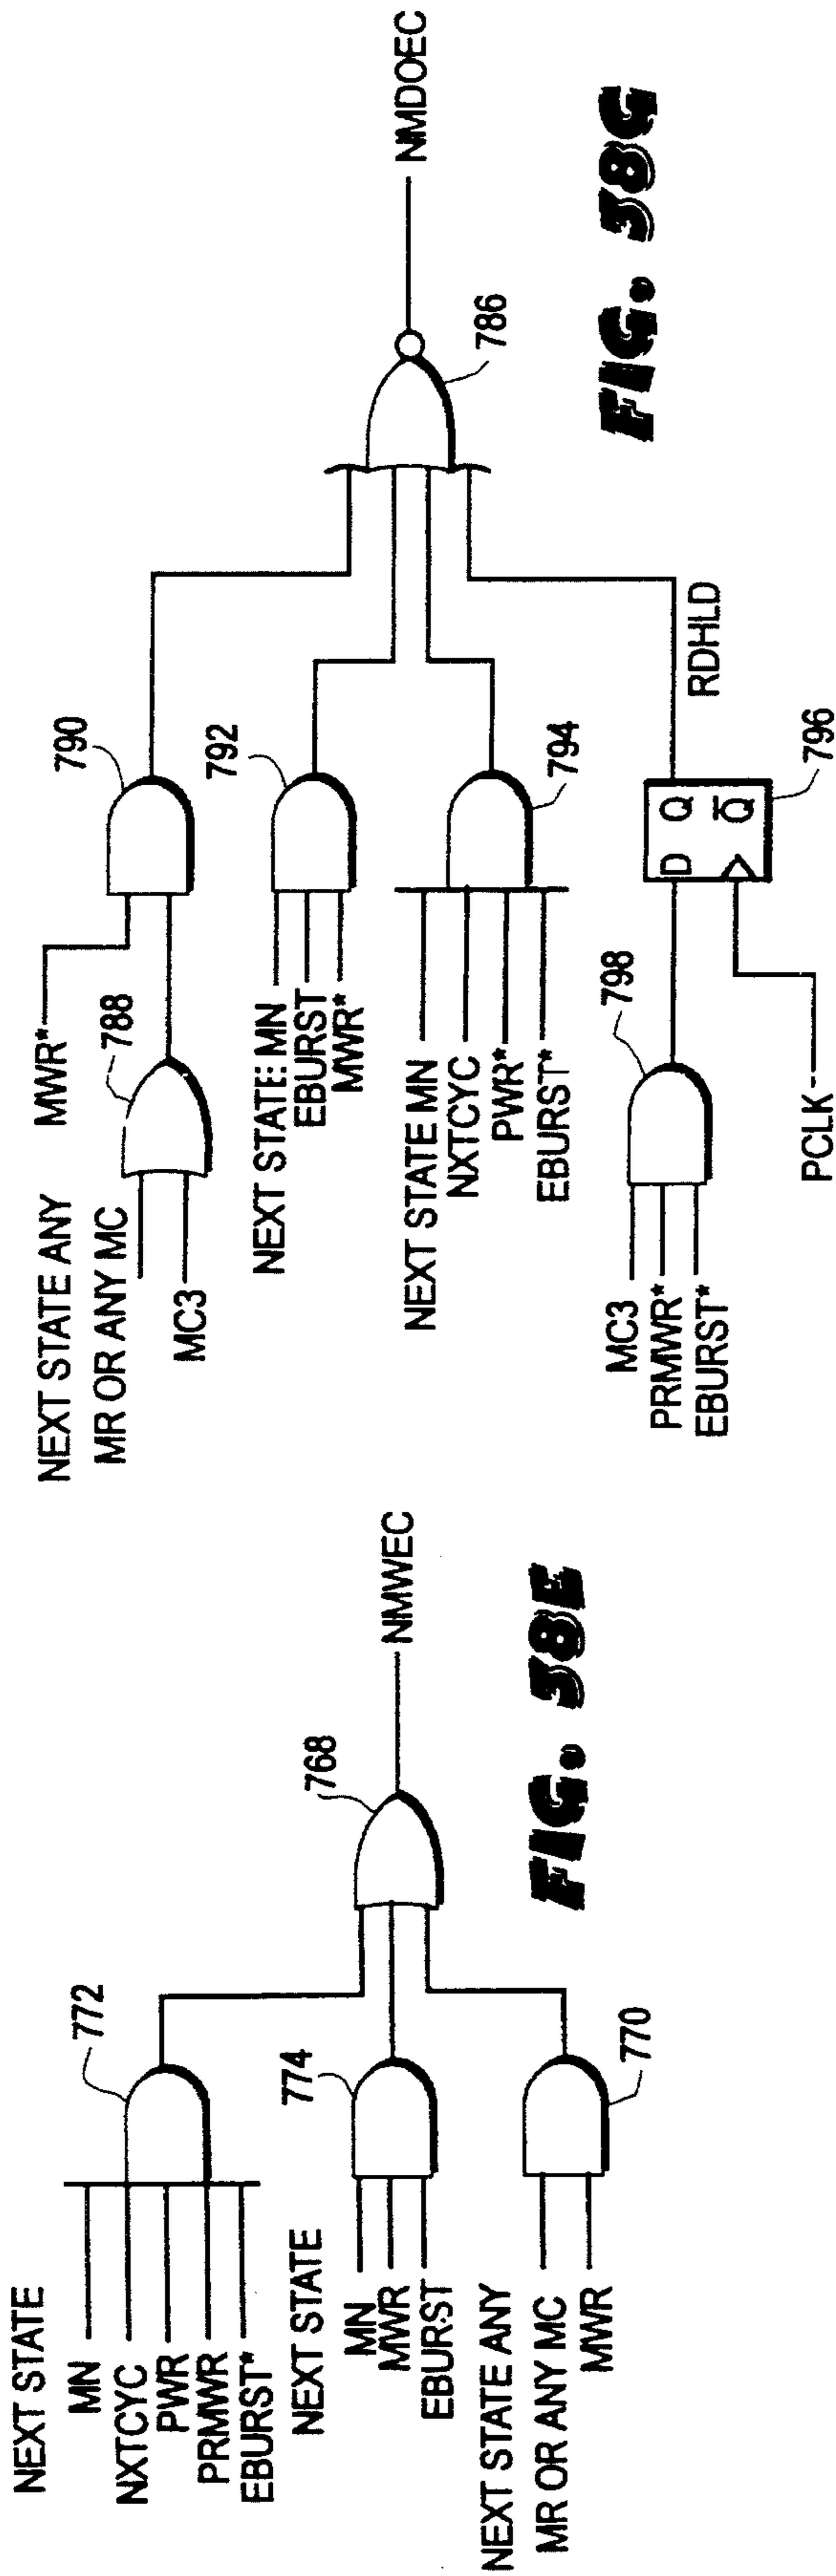 NEXT STATE
MN
NXTCYC
PWR
PRMWR
EBURST*
772
NEXT STATE
MN
MWR
EBURST
774
NEXT STATE ANY
MR OR ANY MC
MWR
770
768
NMWEC
FIG. 38E
NEXT STATE ANY
MR OR ANY MC
MC3
MWR*
788
790
NEXT STATE: MN
EBURST
MWR*
792
NEXT STATE MN
NXTCYC
PWR*
EBURST*
794
MC3
PRMWR*
EBURST*
798
PCLK
D Q
Q̅
796
RDHLD
786
NMDOEC
FIG. 38G